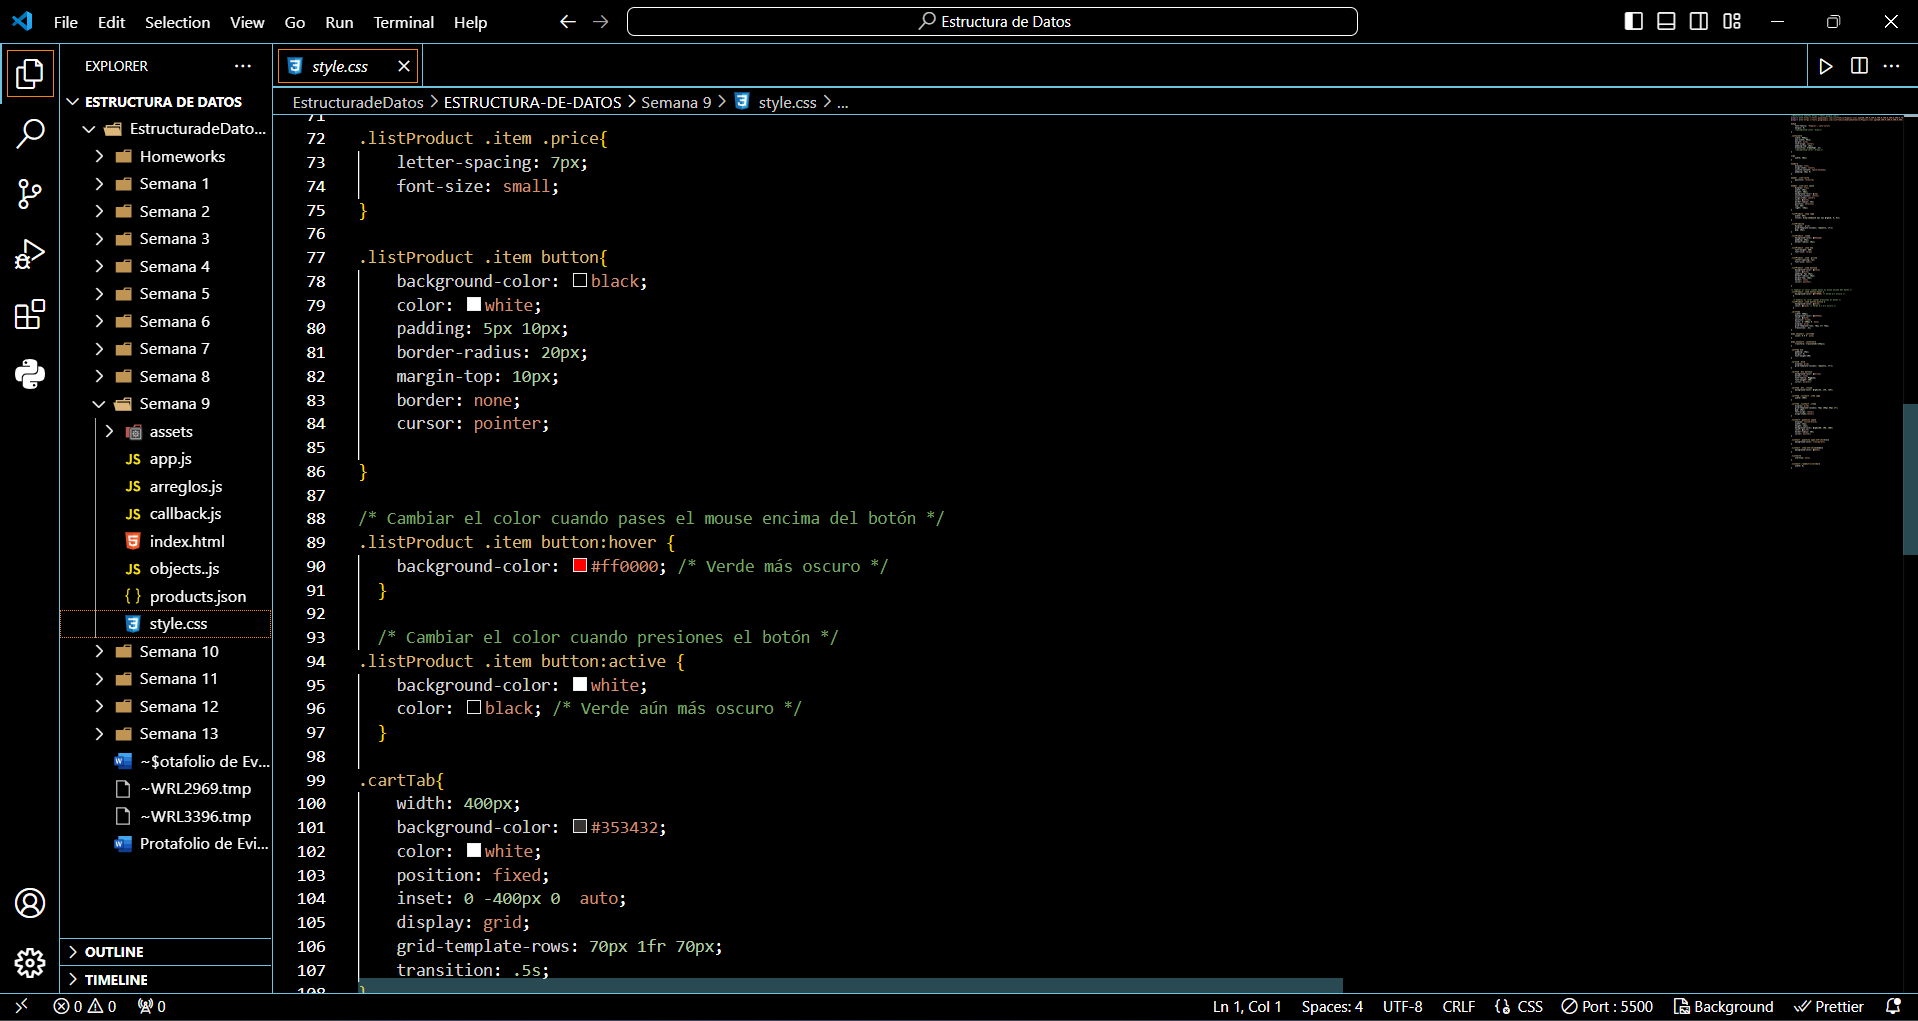 File Edit Selection View Go Run Terminal Help
Estructura de Datos
EXPLORER
ESTRUCTURA DE DATOS
EstructuradeDato...
Homeworks
Semana 1
Semana 2
Semana 3
Semana 4
Semana 5
Semana 6
Semana 7
Semana 8
Semana 9
assets
JS app.js
JS arreglos.js
JS callback.js
index.html
JS objects..js
{ } products.json
style.css
Semana 10
Semana 11
Semana 12
Semana 13
~$otafolio de Ev...
~WRL2969.tmp
~WRL3396.tmp
Protafolio de Evi...
OUTLINE
TIMELINE
style.css
EstructuradeDatos > ESTRUCTURA-DE-DATOS > Semana 9 > style.css > ...
71
72 .listProduct .item .price{
73 letter-spacing: 7px;
74 font-size: small;
75 }
76
77 .listProduct .item button{
78 background-color: black;
79 color: white;
80 padding: 5px 10px;
81 border-radius: 20px;
82 margin-top: 10px;
83 border: none;
84 cursor: pointer;
85
86 }
87
88 /* Cambiar el color cuando pases el mouse encima del botón */
89 .listProduct .item button:hover {
90 background-color: #ff0000; /* Verde más oscuro */
91 }
92
93 /* Cambiar el color cuando presiones el botón */
94 .listProduct .item button:active {
95 background-color: white;
96 color: black; /* Verde aún más oscuro */
97 }
98
99 .cartTab{
100 width: 400px;
101 background-color: #353432;
102 color: white;
103 position: fixed;
104 inset: 0 -400px 0  auto;
105 display: grid;
106 grid-template-rows: 70px 1fr 70px;
107 transition: .5s;
108 }
0 0 0 Ln 1, Col 1 Spaces: 4 UTF-8 CRLF CSS Port : 5500 Background Prettier